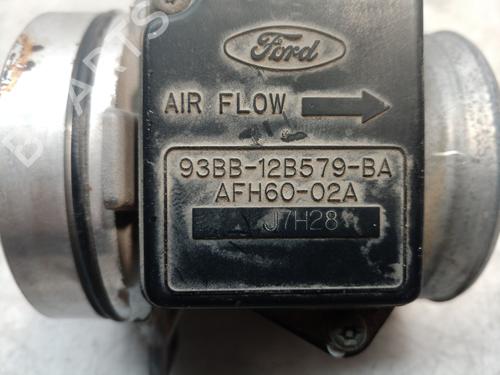 Ford
AIR FLOW
93BB-12B579-BA
AFH60-02A
J7H28